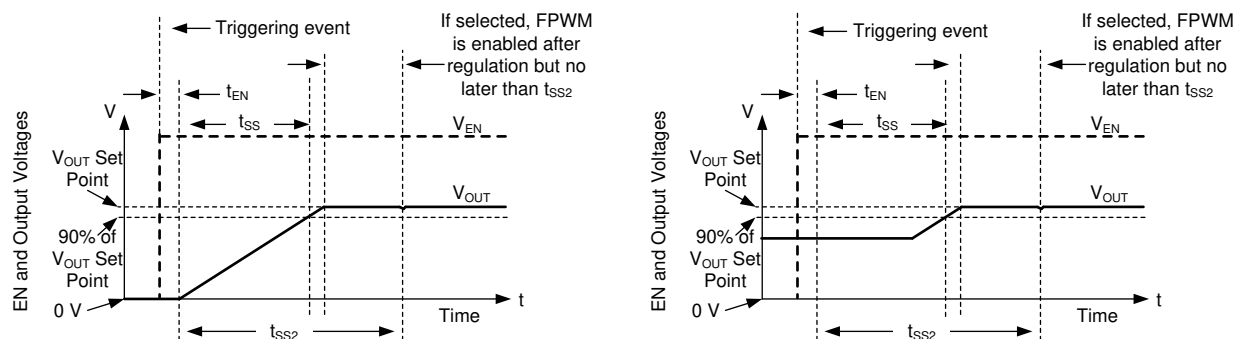 Triggering event
If selected, FPWM
is enabled after
regulation but no
later than tSS2
tEN
tSS
V
VEN
EN and Output Voltages
VOUT Set
Point
VOUT
90% of
VOUT Set
Point
0 V
t
Time
tSS2
Triggering event
If selected, FPWM
is enabled after
regulation but no
later than tSS2
tEN
tSS
V
VEN
EN and Output Voltages
VOUT Set
Point
VOUT
90% of
VOUT Set
Point
0 V
t
Time
tSS2